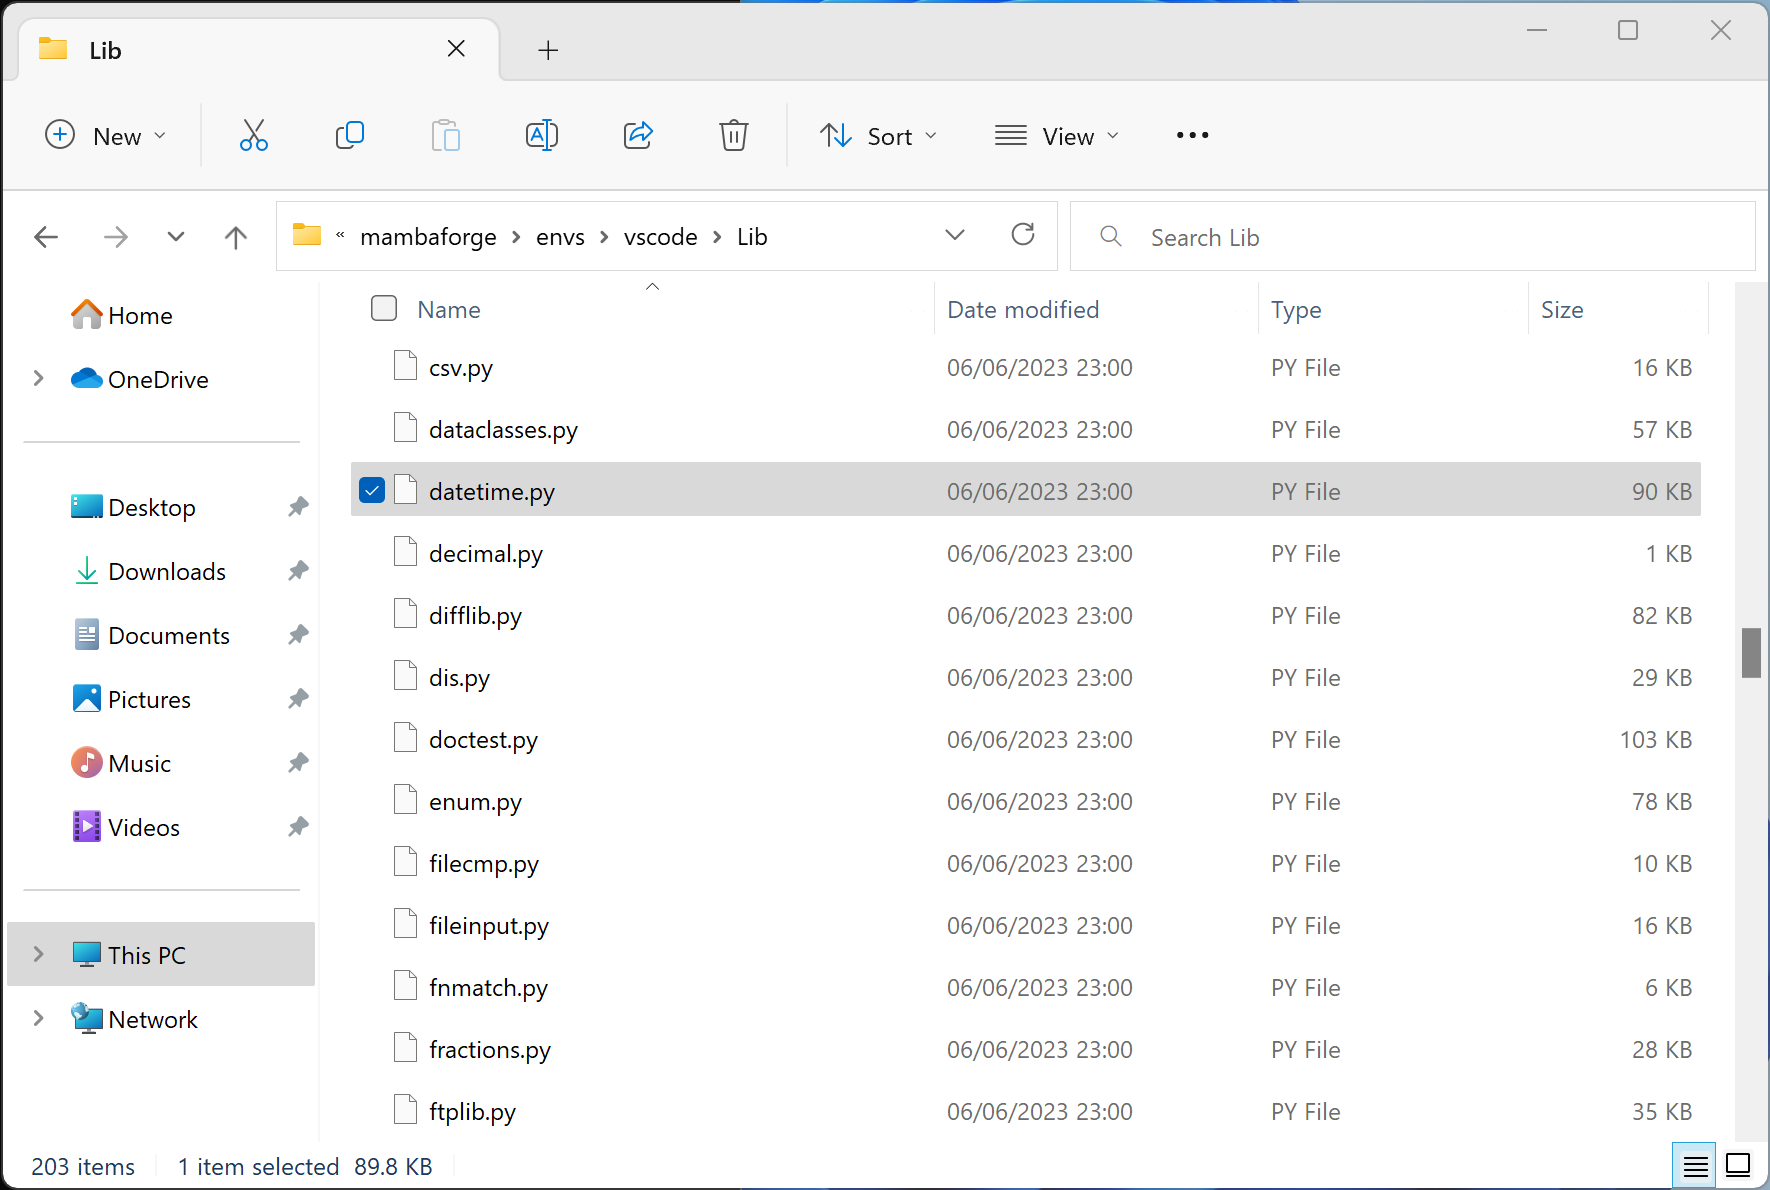 Lib
New
Sort
View
« mambaforge > envs > vscode > Lib
Search Lib
Home
OneDrive
Desktop
Downloads
Documents
Pictures
Music
Videos
This PC
Network
Name Date modified Type Size
csv.py 06/06/2023 23:00 PY File 16 KB
dataclasses.py 06/06/2023 23:00 PY File 57 KB
datetime.py 06/06/2023 23:00 PY File 90 KB
decimal.py 06/06/2023 23:00 PY File 1 KB
difflib.py 06/06/2023 23:00 PY File 82 KB
dis.py 06/06/2023 23:00 PY File 29 KB
doctest.py 06/06/2023 23:00 PY File 103 KB
enum.py 06/06/2023 23:00 PY File 78 KB
filecmp.py 06/06/2023 23:00 PY File 10 KB
fileinput.py 06/06/2023 23:00 PY File 16 KB
fnmatch.py 06/06/2023 23:00 PY File 6 KB
fractions.py 06/06/2023 23:00 PY File 28 KB
ftplib.py 06/06/2023 23:00 PY File 35 KB
203 items 1 item selected 89.8 KB